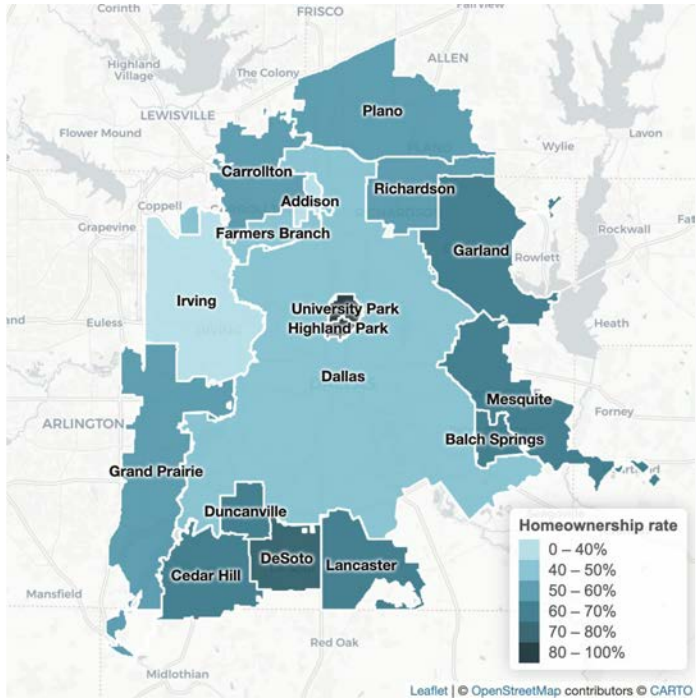 Corinth
FRISCO
Fairview
ALLEN
Highland
Village
The Colony
LEWISVILLE
Plano
Flower Mound
Lavon
Wylie
Carrollton
Richardson
Addison
Coppell
Grapevine
Farmers Branch
Garland
Rockwall
Fat
Rowlett
Irving
University Park
Highland Park
nd
Euless
Heath
Dallas
Mesquite
Forney
ARLINGTON
Balch Springs
Grand Prairie
Duncanville
DeSoto
Cedar Hill
Lancaster
Mansfield
Red Oak
Midlothian
Homeownership rate
0 – 40%
40 – 50%
50 – 60%
60 – 70%
70 – 80%
80 – 100%
Leaflet | © OpenStreetMap contributors © CARTO